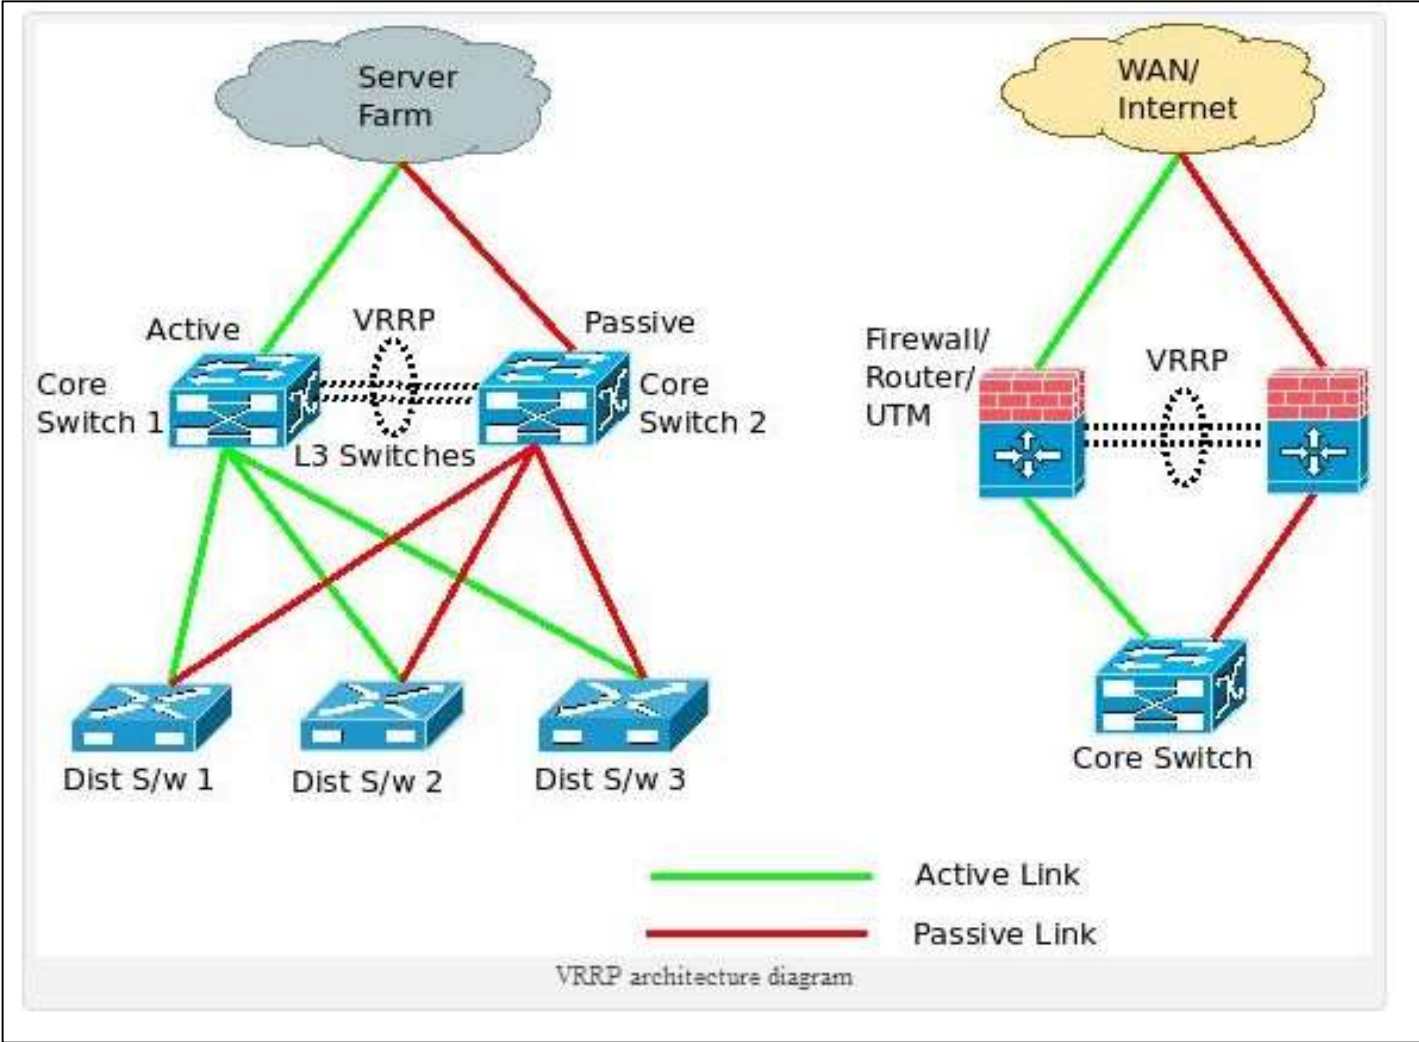 Server
Farm
WAN/
Internet
Active
VRRP
Passive
Core
Switch 1
Core
Switch 2
L3 Switches
Firewall/
Router/
UTM
VRRP
Dist S/w 1
Dist S/w 2
Dist S/w 3
Core Switch
Active Link
Passive Link
VRRP architecture diagram